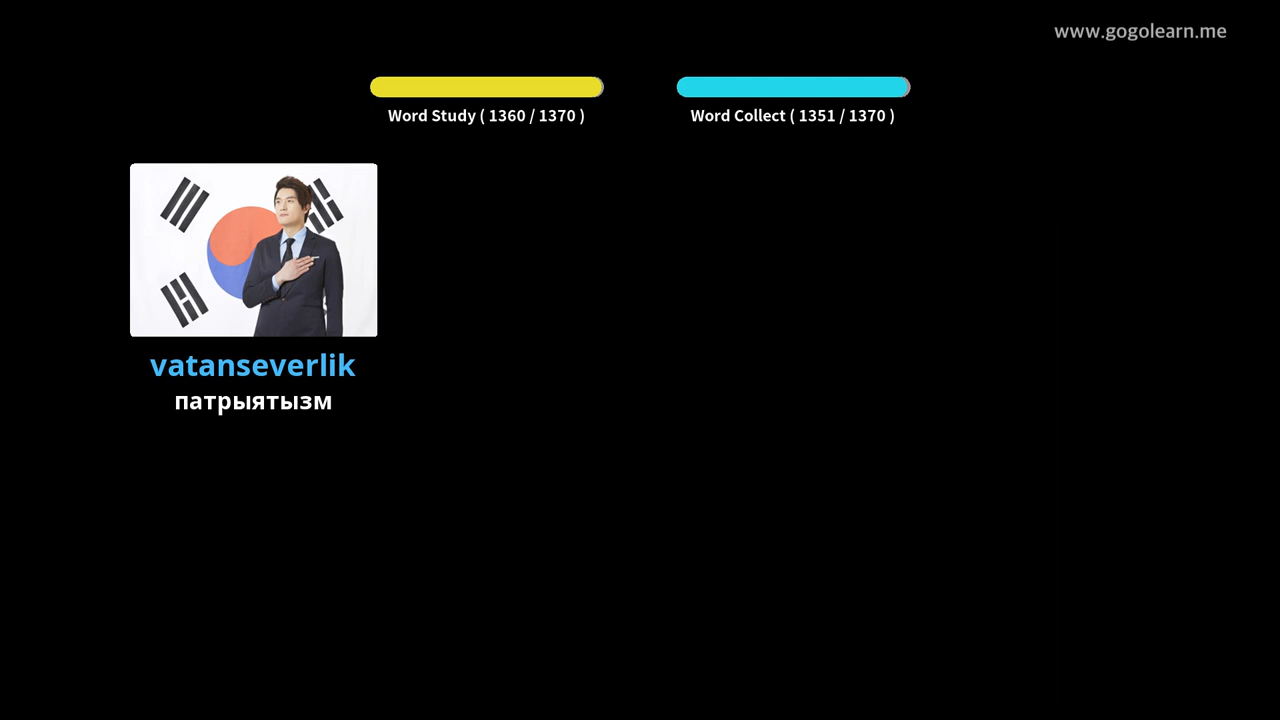 www.gogolearn.me
Word Study ( 1360 / 1370 )
Word Collect ( 1351 / 1370 )
vatanseverlik
патрыятызм